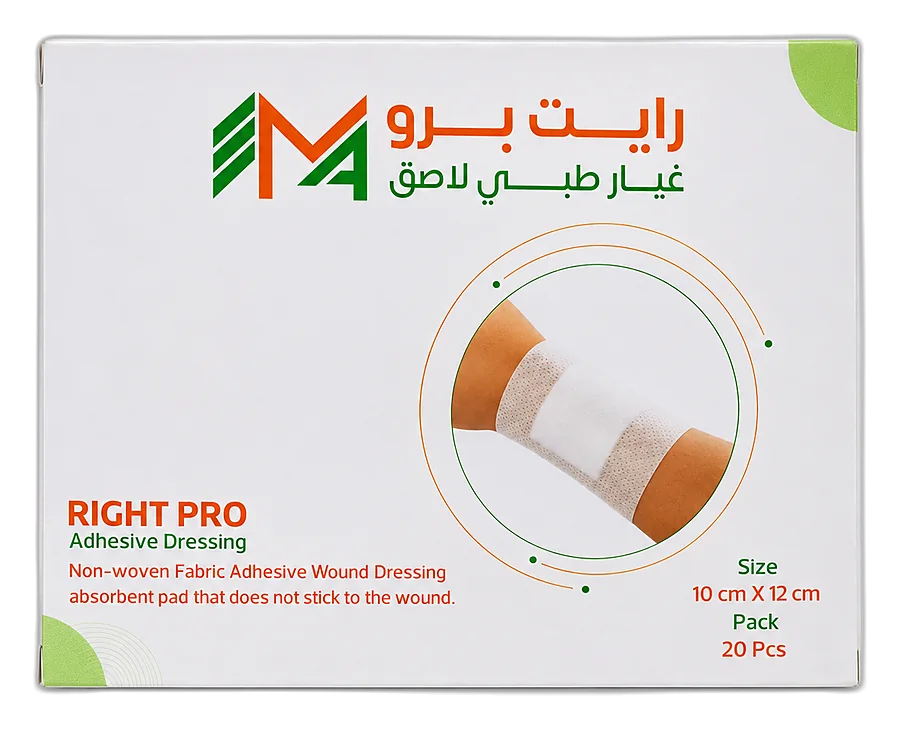 MA
رايت برو
غيار طبي لاصق
RIGHT PRO
Adhesive Dressing
Non-woven Fabric Adhesive Wound Dressing
absorbent pad that does not stick to the wound.
Size
10 cm X 12 cm
Pack
20 Pcs